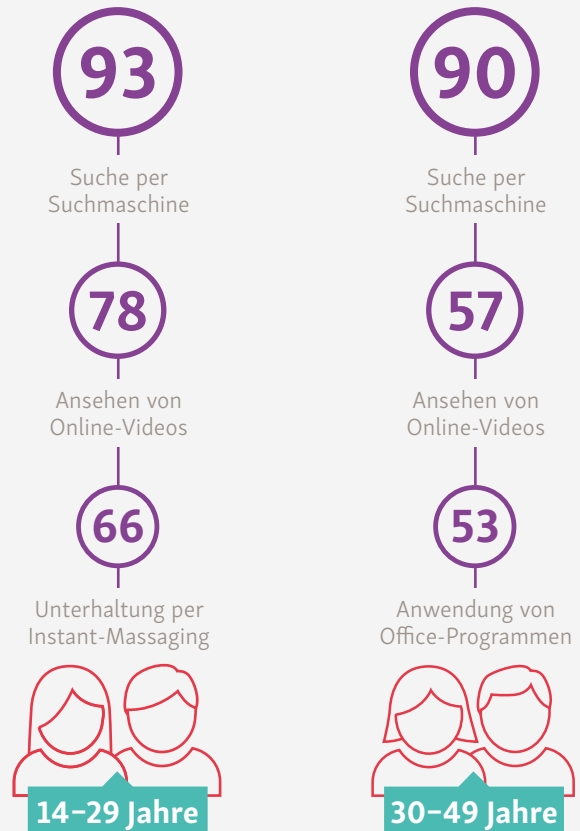 93
Suche per
Suchmaschine
78
Ansehen von
Online-Videos
66
Unterhaltung per
Instant-Massaging
14–29 Jahre
90
Suche per
Suchmaschine
57
Ansehen von
Online-Videos
53
Anwendung von
Office-Programmen
30–49 Jahre